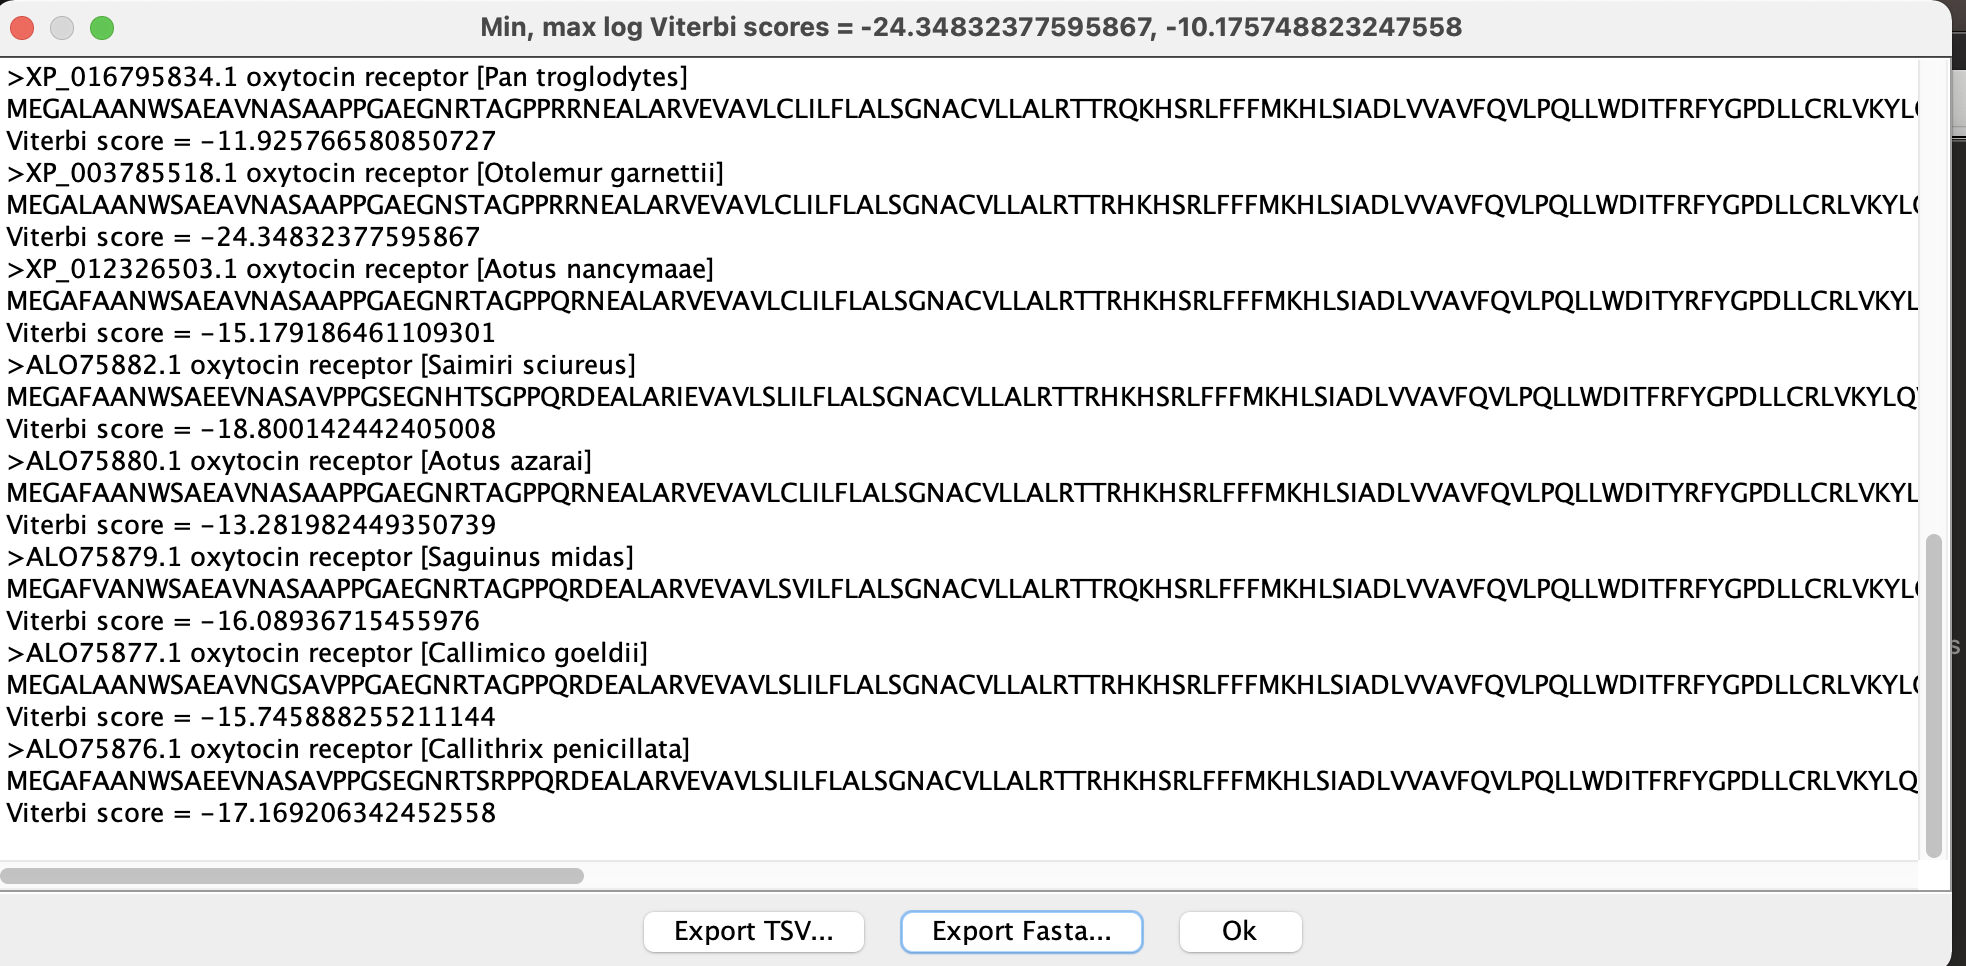 Min, max log Viterbi scores = -24.34832377595867, -10.175748823247558
>XP_016795834.1 oxytocin receptor [Pan troglodytes]
MEGALAANWSAEAVNASAAPPGAEGNRTAGPPRRNEALARVEVAVLCLILFLALSGNACVLLALRTTRQKHSRLFFFMKHLSIADLVVAVFQVLPQLLWDITFRFYGPDLLCRLVKYL
Viterbi score = -11.925766580850727
>XP_003785518.1 oxytocin receptor [Otolemur garnettii]
MEGALAANWSAEAVNASAAPPGAEGNSTAGPPRRNEALARVEVAVLCLILFLALSGNACVLLALRTTRHKHSRLFFFMKHLSIADLVVAVFQVLPQLLWDITFRFYGPDLLCRLVKYL
Viterbi score = -24.34832377595867
>XP_012326503.1 oxytocin receptor [Aotus nancymaae]
MEGAFAANWSAEAVNASAAPPGAEGNRTAGPPQRNEALARVEVAVLCLILFLALSGNACVLLALRTTRHKHSRLFFFMKHLSIADLVVAVFQVLPQLLWDITYRFYGPDLLCRLVKYL
Viterbi score = -15.179186461109301
>ALO75882.1 oxytocin receptor [Saimiri sciureus]
MEGAFAANWSAEEVNASAVPPGSEGNHTSGPPQRDEALARIEVAVLSLILFLALSGNACVLLALRTTRHKHSRLFFFMKHLSIADLVVAVFQVLPQLLWDITFRFYGPDLLCRLVKYLQ
Viterbi score = -18.800142442405008
>ALO75880.1 oxytocin receptor [Aotus azarai]
MEGAFAANWSAEAVNASAAPPGAEGNRTAGPPQRNEALARVEVAVLCLILFLALSGNACVLLALRTTRHKHSRLFFFMKHLSIADLVVAVFQVLPQLLWDITYRFYGPDLLCRLVKYL
Viterbi score = -13.281982449350739
>ALO75879.1 oxytocin receptor [Saguinus midas]
MEGAFVANWSAEAVNASAAPPGAEGNRTAGPPQRDEALARVEVAVLSVILFLALSGNACVLLALRTTRQKHSRLFFFMKHLSIADLVVAVFQVLPQLLWDITFRFYGPDLLCRLVKYL
Viterbi score = -16.08936715455976
>ALO75877.1 oxytocin receptor [Callimico goeldii]
MEGALAANWSAEAVNGSAVPPGAEGNRTAGPPQRDEALARVEVAVLSLILFLALSGNACVLLALRTTRHKHSRLFFFMKHLSIADLVVAVFQVLPQLLWDITFRFYGPDLLCRLVKYL
Viterbi score = -15.745888255211144
>ALO75876.1 oxytocin receptor [Callithrix penicillata]
MEGAFAANWSAEEVNASAVPPGSEGNRTSRPPQRDEALARVEVAVLSLILFLALSGNACVLLALRTTRHKHSRLFFFMKHLSIADLVVAVFQVLPQLLWDITFRFYGPDLLCRLVKYLQ
Viterbi score = -17.169206342452558
Export TSV... Export Fasta... Ok